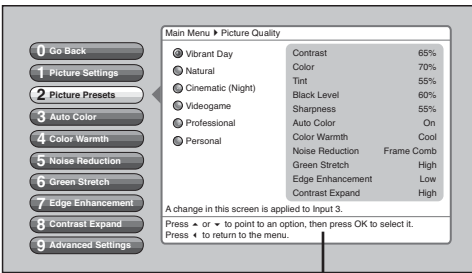 Main Menu ▸ Picture Quality
0 Go Back
1 Picture Settings
2 Picture Presets
3 Auto Color
4 Color Warmth
5 Noise Reduction
6 Green Stretch
7 Edge Enhancement
8 Contrast Expand
9 Advanced Settings
Vibrant Day
Natural
Cinematic (Night)
Videogame
Professional
Personal
Contrast 65%
Color 70%
Tint 55%
Black Level 60%
Sharpness 55%
Auto Color On
Color Warmth Cool
Noise Reduction Frame Comb
Green Stretch High
Edge Enhancement Low
Contrast Expand High
A change in this screen is applied to Input 3.
Press ▲ or ▼ to point to an option, then press OK to select it.
Press ◀ to return to the menu.